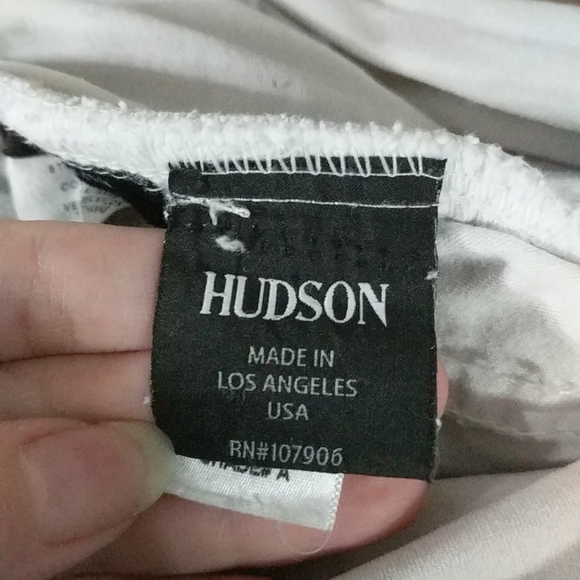 HUDSON
MADE IN
LOS ANGELES
USA
RN#107906